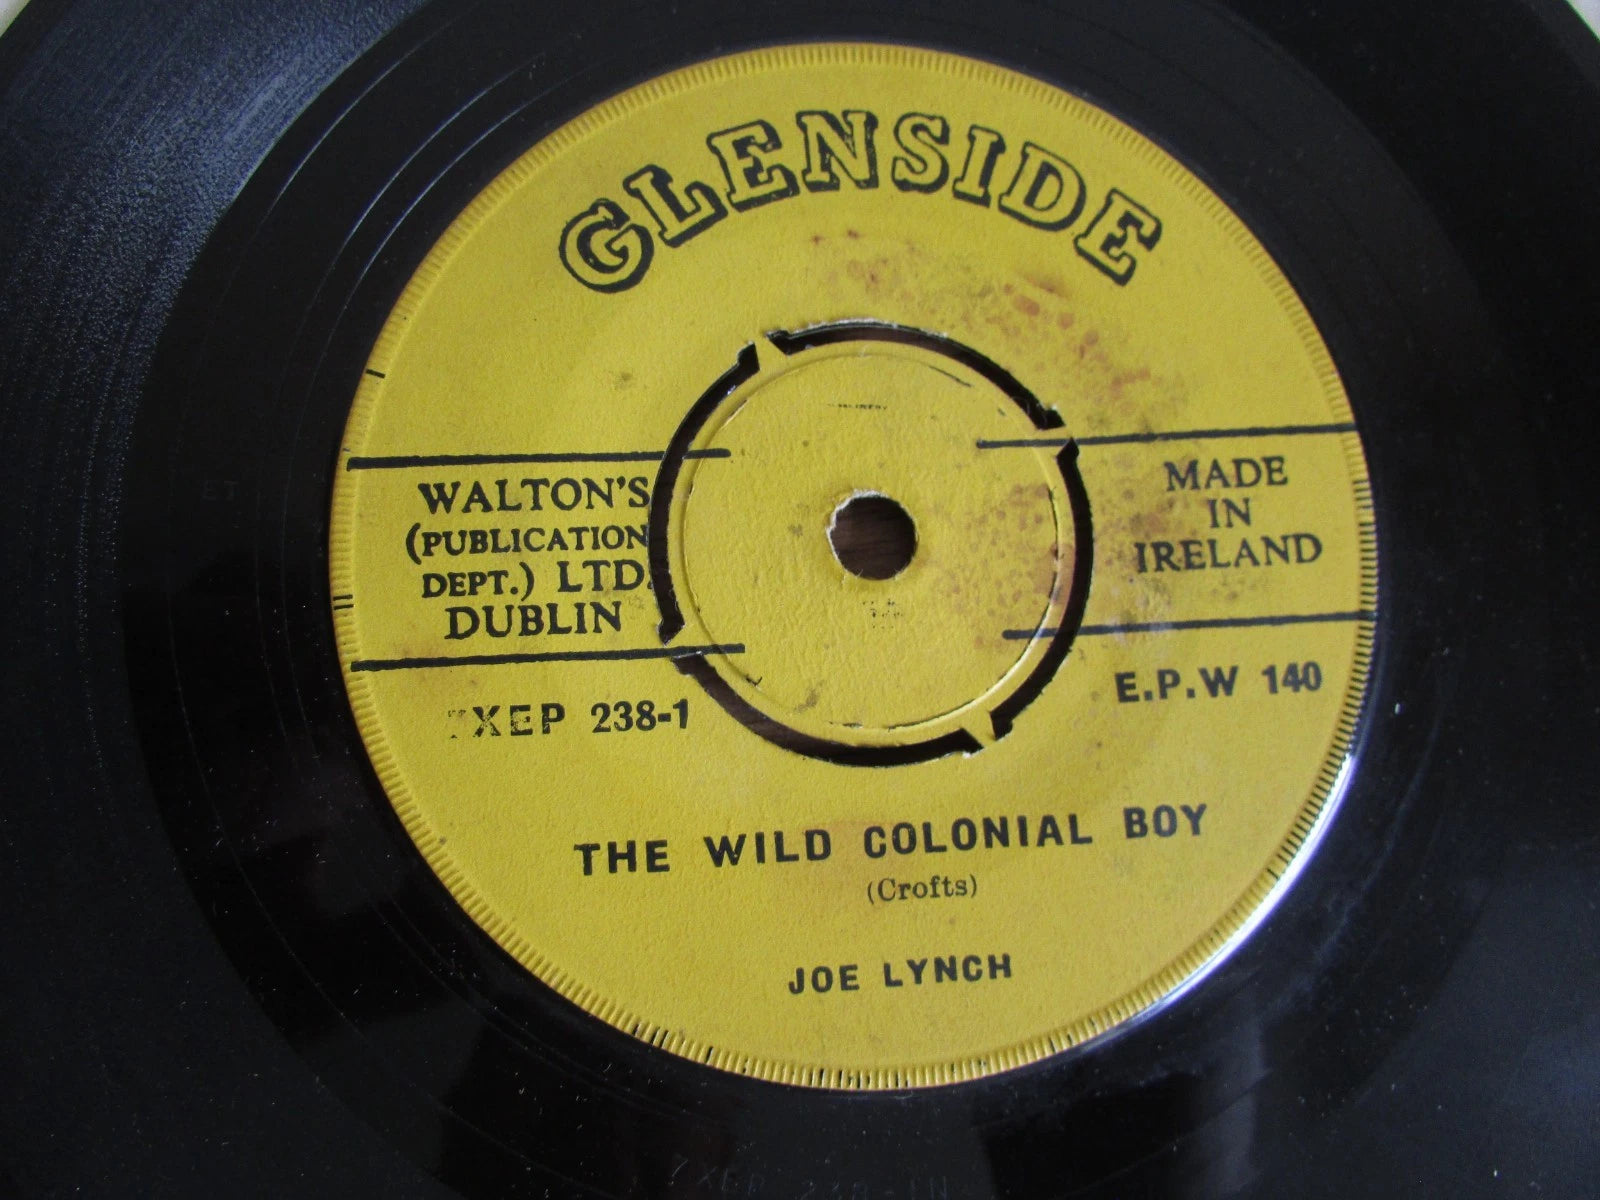 GLENSIDE
WALTON'S
(PUBLICATION
DEPT.) LTD.
DUBLIN
MADE
IN
IRELAND
XEP 238-1
E.P.W 140
THE WILD COLONIAL BOY
(Crofts)
JOE LYNCH